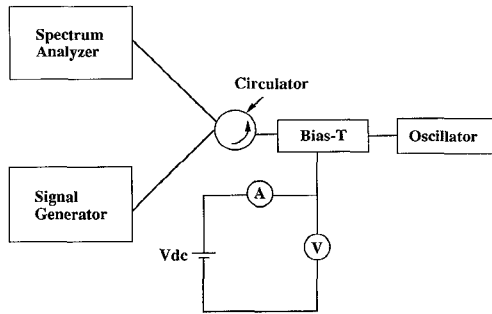 Spectrum
Analyzer
Circulator
Bias-T
Oscillator
Signal
Generator
A
Vdc
V